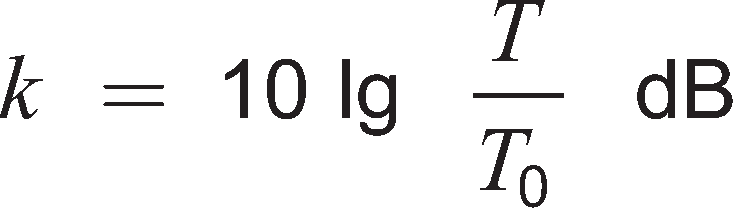 k = 10 lg T/T₀ dB